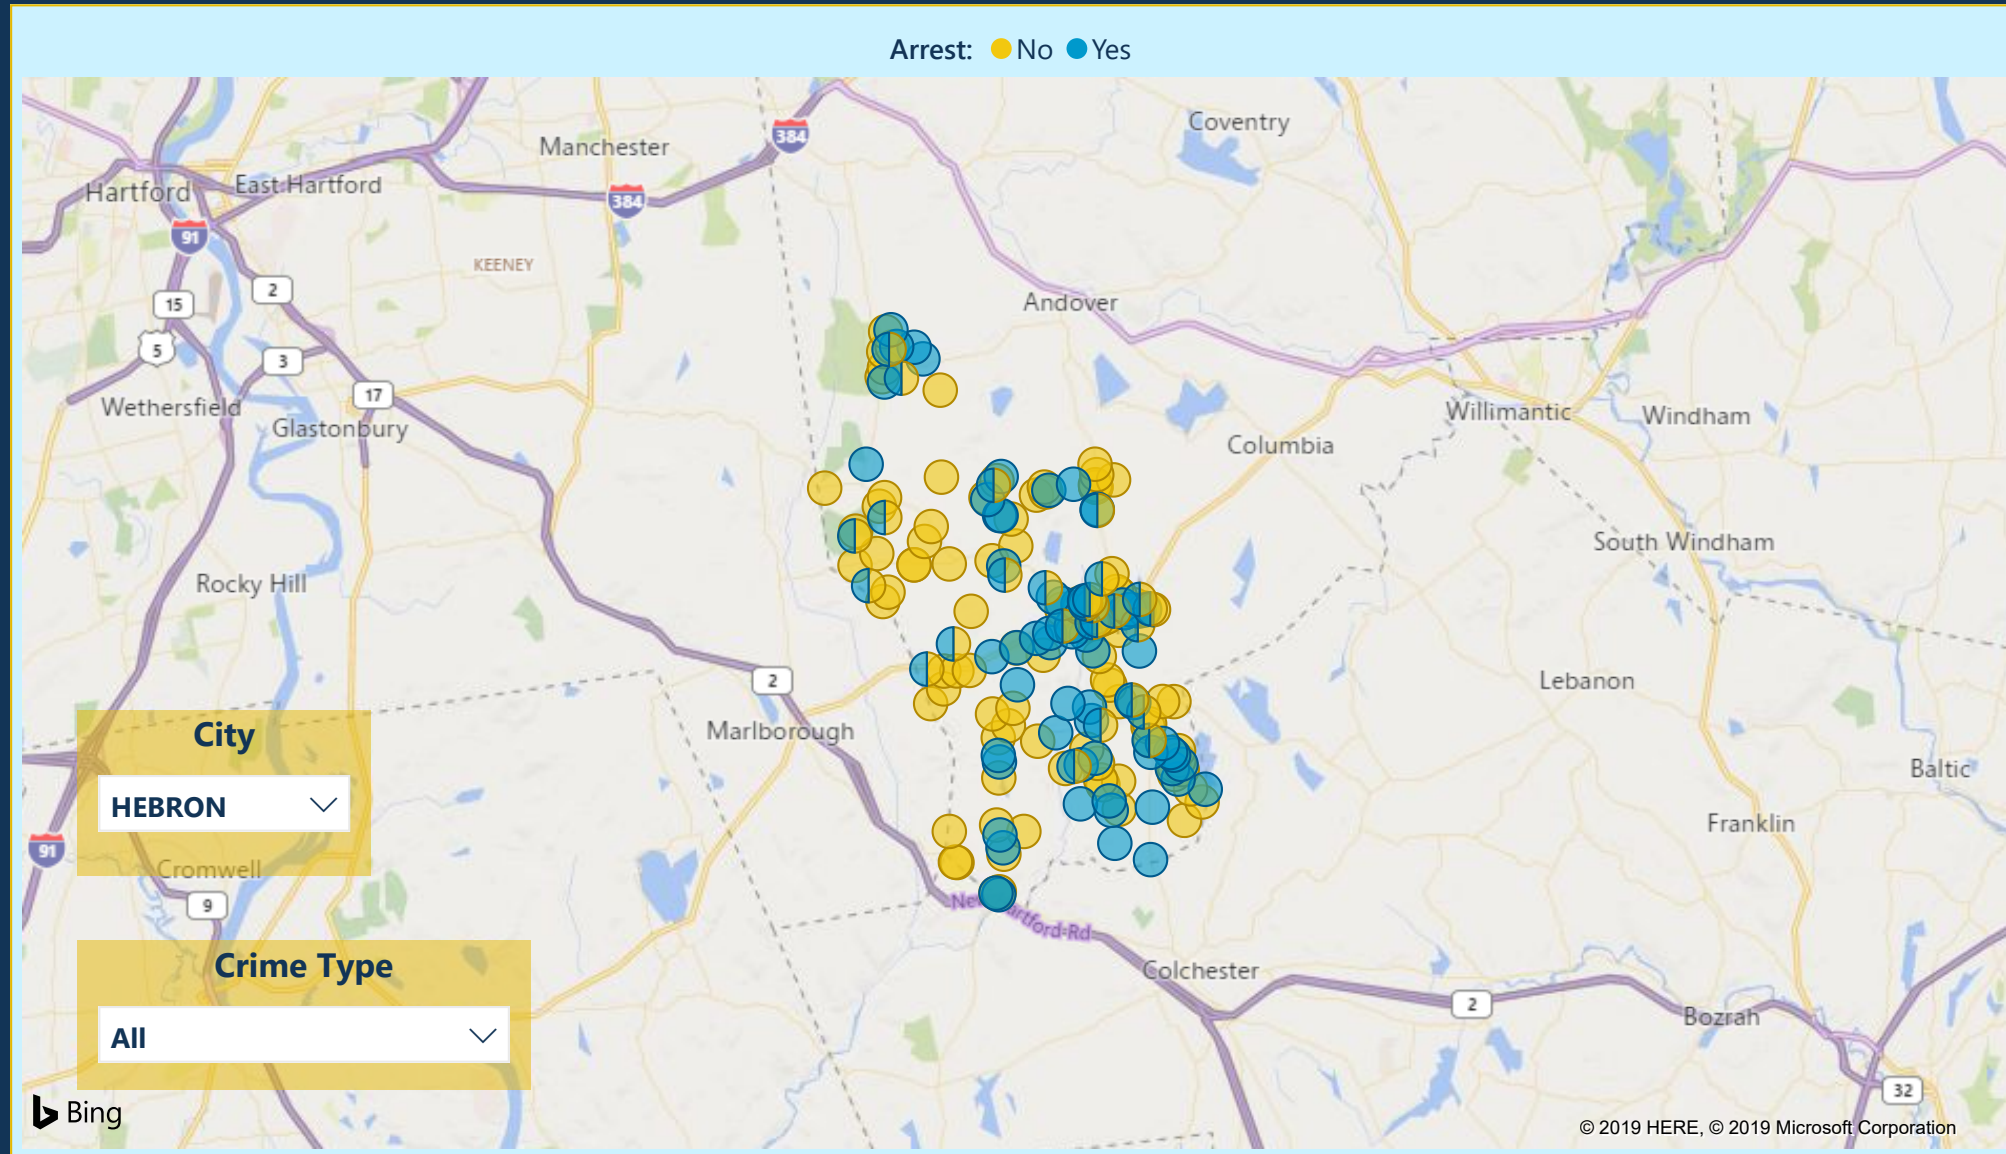 Arrest: No Yes
Coventry
Manchester
384
Hartford
East Hartford
384
91
KEENEY
2
15
Andover
5
3
17
Wethersfield
Glastonbury
Willimantic
Windham
Columbia
South Windham
Rocky Hill
2
Lebanon
Marlborough
City
Baltic
HEBRON
Franklin
91
Cromwell
9
Crime Type
Colchester
2
Bozrah
All
32
Bing
© 2019 HERE, © 2019 Microsoft Corporation